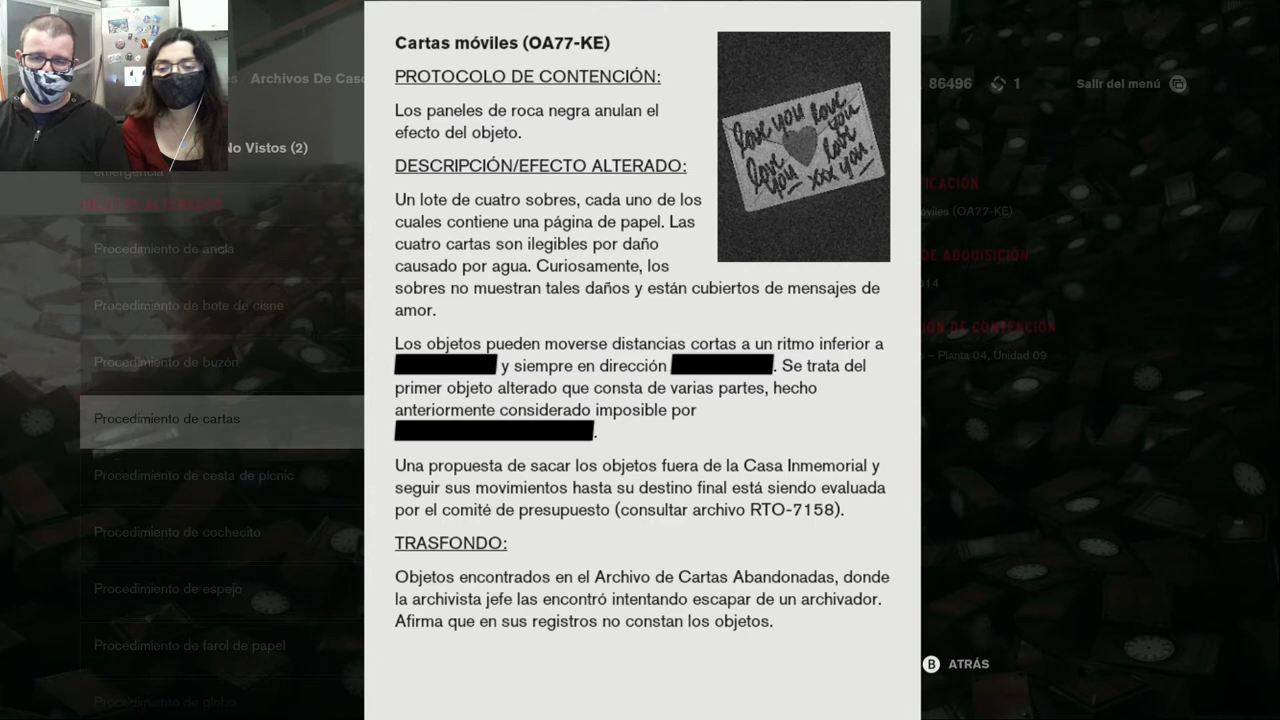 Cartas móviles (OA77-KE)
PROTOCOLO DE CONTENCIÓN:
Los paneles de roca negra anulan el
efecto del objeto.
DESCRIPCIÓN/EFECTO ALTERADO:
Un lote de cuatro sobres, cada uno de los
cuales contiene una página de papel. Las
cuatro cartas son ilegibles por daño
causado por agua. Curiosamente, los
sobres no muestran tales daños y están cubiertos de mensajes de
amor.
Los objetos pueden moverse distancias cortas a un ritmo inferior a
y siempre en dirección . Se trata del
primer objeto alterado que consta de varias partes, hecho
anteriormente considerado imposible por
.
Una propuesta de sacar los objetos fuera de la Casa Inmemorial y
seguir sus movimientos hasta su destino final está siendo evaluada
por el comité de presupuesto (consultar archivo RTO-7158).
TRASFONDO:
Objetos encontrados en el Archivo de Cartas Abandonadas, donde
la archivista jefe las encontró intentando escapar de un archivador.
Afirma que en sus registros no constan los objetos.
love you love
you
love love
you xxx you
Archivos De Caso
No Vistos (2)
emergencia
OBJETOS ALTERADOS
Procedimiento de ancla
Procedimiento de bote de cisne
Procedimiento de buzón
Procedimiento de cartas
Procedimiento de cesta de picnic
Procedimiento de cochecito
Procedimiento de espejo
Procedimiento de farol de papel
Procedimiento de globo
86496 1 Salir del menú
(OA77-KE)
DE ADQUISICIÓN
DE CONTENCIÓN
– Planta 04, Unidad 09
B ATRÁS